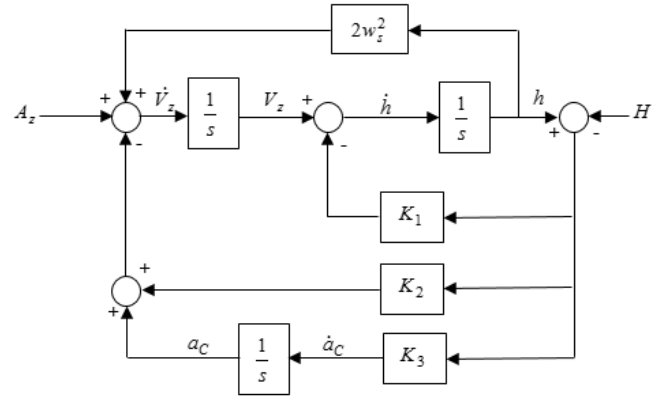 2w_s^2
+ + V̇_z 1/s V_z + ḣ 1/s h H
A_z - - + -
K_1
+ K_2
+ a_C 1/s ȧ_C K_3